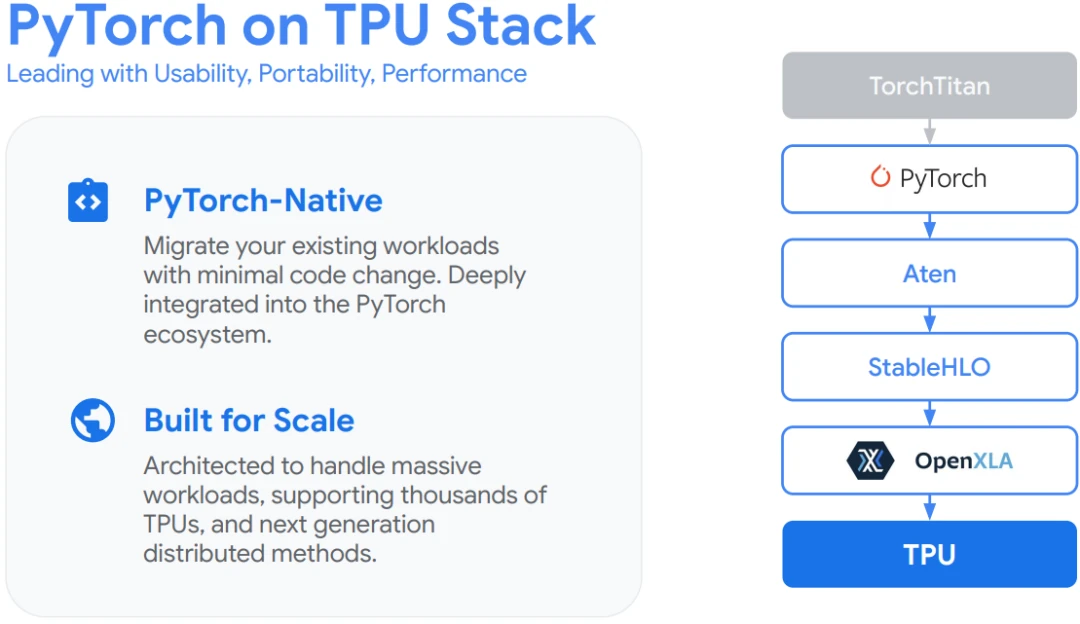 PyTorch on TPU Stack
Leading with Usability, Portability, Performance
PyTorch-Native
Migrate your existing workloads
with minimal code change. Deeply
integrated into the PyTorch
ecosystem.
Built for Scale
Architected to handle massive
workloads, supporting thousands of
TPUs, and next generation
distributed methods.
TorchTitan
PyTorch
Aten
StableHLO
OpenXLA
TPU